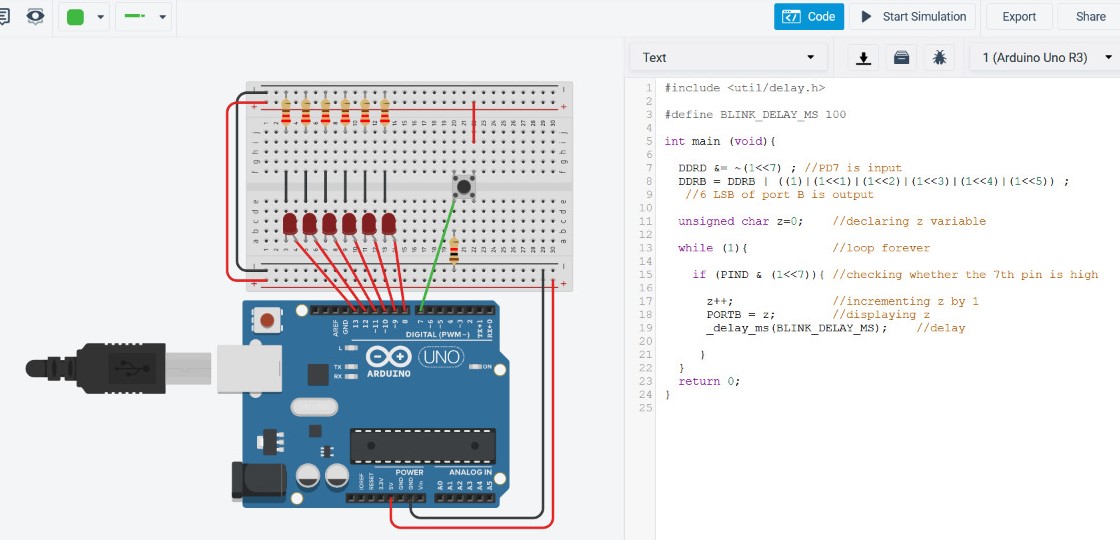 Code
Start Simulation
Export
Share
Text
1 (Arduino Uno R3)
1 #include <util/delay.h>
2
3 #define BLINK_DELAY_MS 100
4
5 int main (void){
6
7 DDRD &= ~(1<<7) ; //PD7 is input
8 DDRB = DDRB | ((1)|(1<<1)|(1<<2)|(1<<3)|(1<<4)|(1<<5)) ;
9 //6 LSB of port B is output
10
11 unsigned char z=0; //declaring z variable
12
13 while (1){ //loop forever
14
15 if (PIND & (1<<7)){ //checking whether the 7th pin is high
16
17 z++; //incrementing z by 1
18 PORTB = z; //displaying z
19 _delay_ms(BLINK_DELAY_MS); //delay
20
21 }
22 }
23 return 0;
24 }
25
AREF
GND
13
12
~11
~10
~9
8
7
~6
~5
4
~3
2
TX→1
RX←0
DIGITAL (PWM~)
L
TX
RX
UNO
ON
ARDUINO
POWER
ANALOG IN
IOREF
RESET
3.3V
5V
GND
GND
Vin
A0
A1
A2
A3
A4
A5